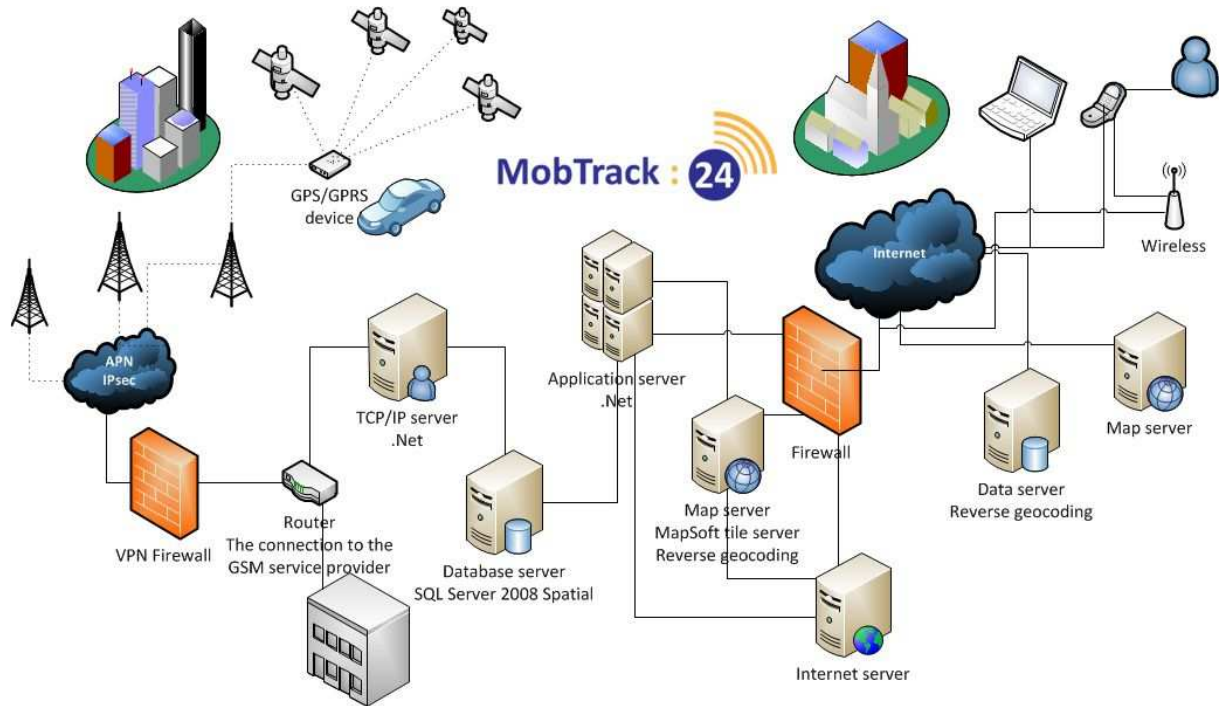 GPS/GPRS
device
MobTrack : 24
Wireless
Internet
APN
IPsec
TCP/IP server
.Net
Application server
.Net
Firewall
Map server
Data server
Reverse geocoding
VPN Firewall
Router
The connection to the
GSM service provider
Database server
SQL Server 2008 Spatial
Map server
MapSoft tile server
Reverse geocoding
Internet server